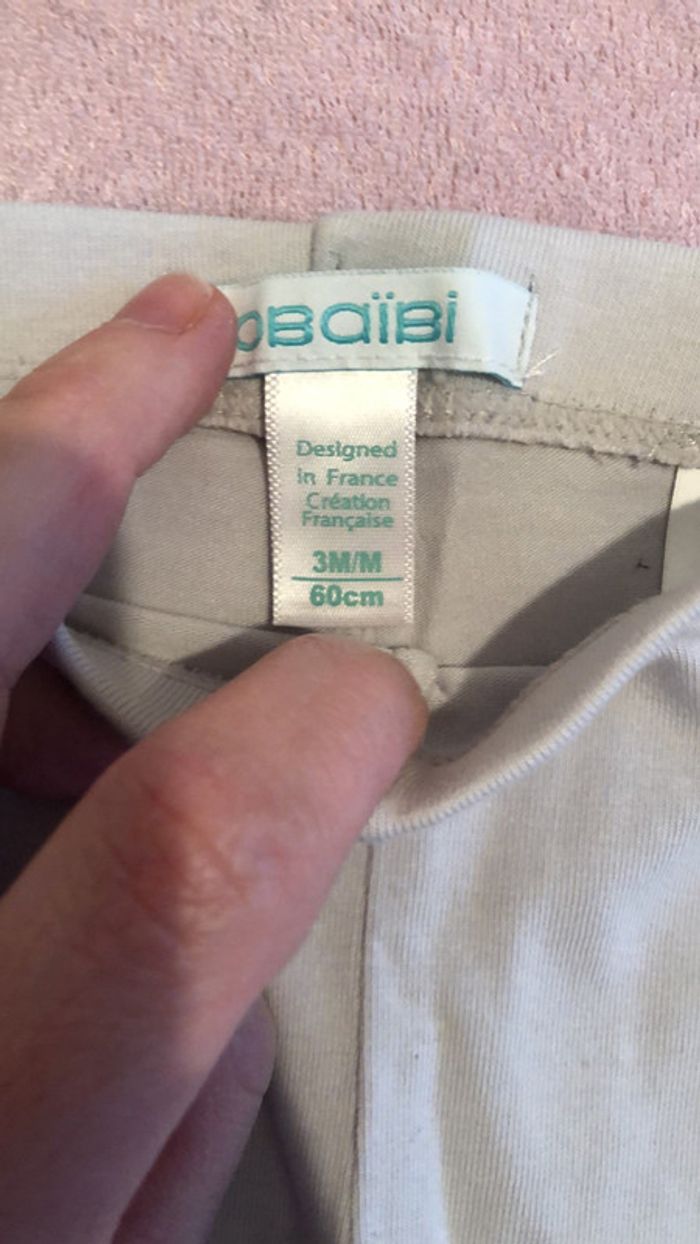 OBaïBi
Designed
in France
Création
Française
3M/M
60cm